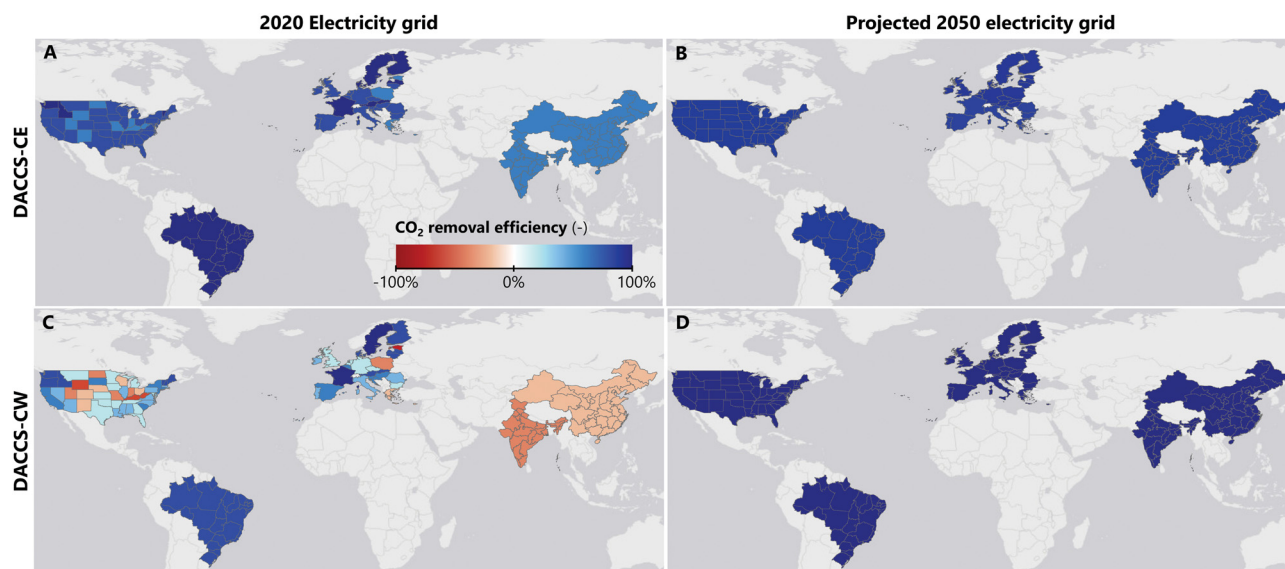 2020 Electricity grid
Projected 2050 electricity grid
DACCS-CE
A
B
CO₂ removal efficiency (-)
-100% 0% 100%
DACCS-CW
C
D